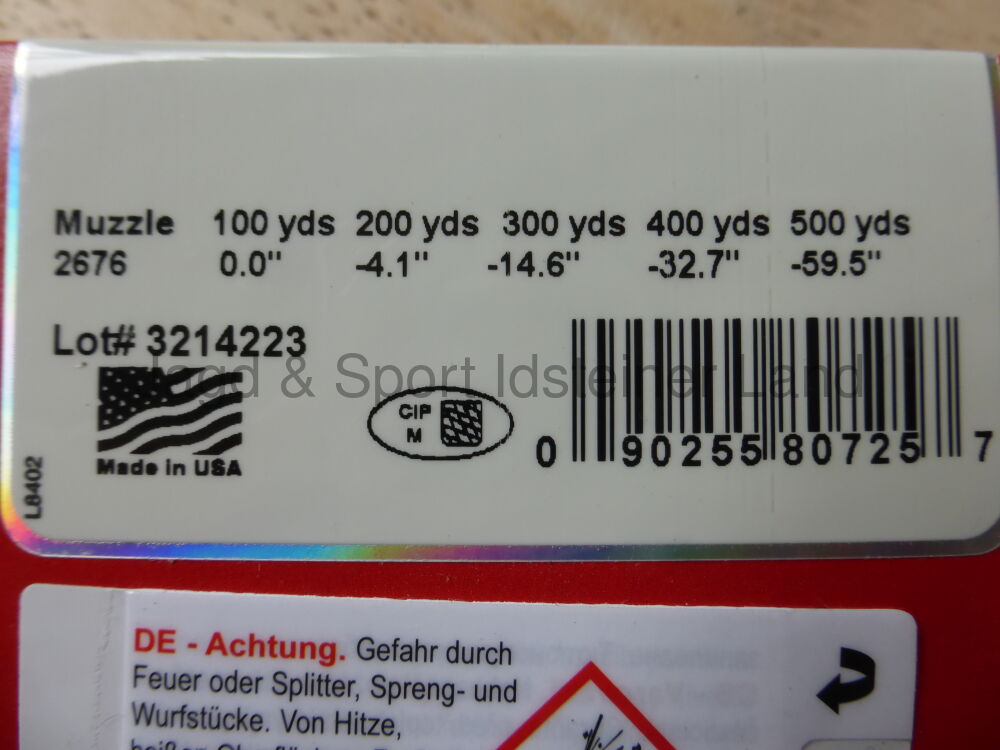 Muzzle 100 yds 200 yds 300 yds 400 yds 500 yds
2676 0.0" -4.1" -14.6" -32.7" -59.5"
Lot# 3214223
Jagd & Sport Idsteiner Land
CIP
M
Made in USA
0 90255 80725 7
L8402
DE - Achtung. Gefahr durch
Feuer oder Splitter, Spreng- und
Wurfstücke. Von Hitze,